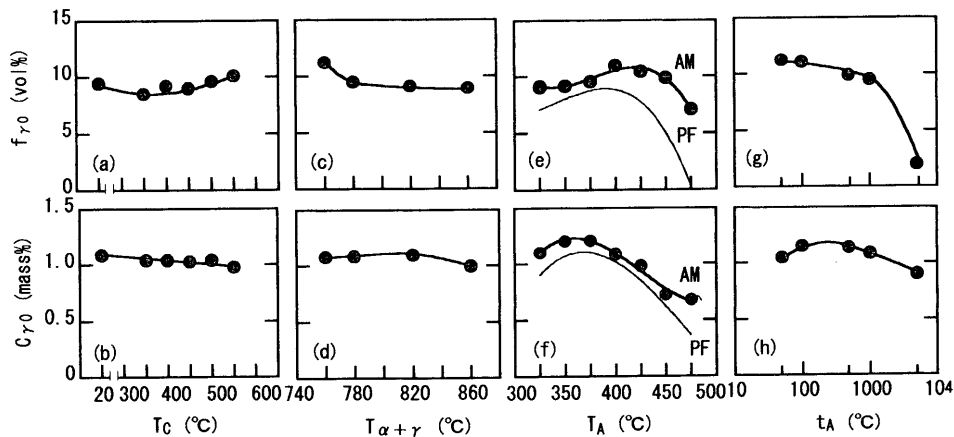 15
10
5
0
fγ0 (vol%)
(a)
(c)
(e)
AM
PF
(g)
1.5
1.0
0.5
0.0
Cγ0 (mass%)
(b)
(d)
(f)
AM
PF
(h)
20 300 400 500 600
TC (℃)
740 780 820 860
Tα+γ (℃)
300 350 400 450 500
TA (℃)
10 100 1000 104
tA (℃)